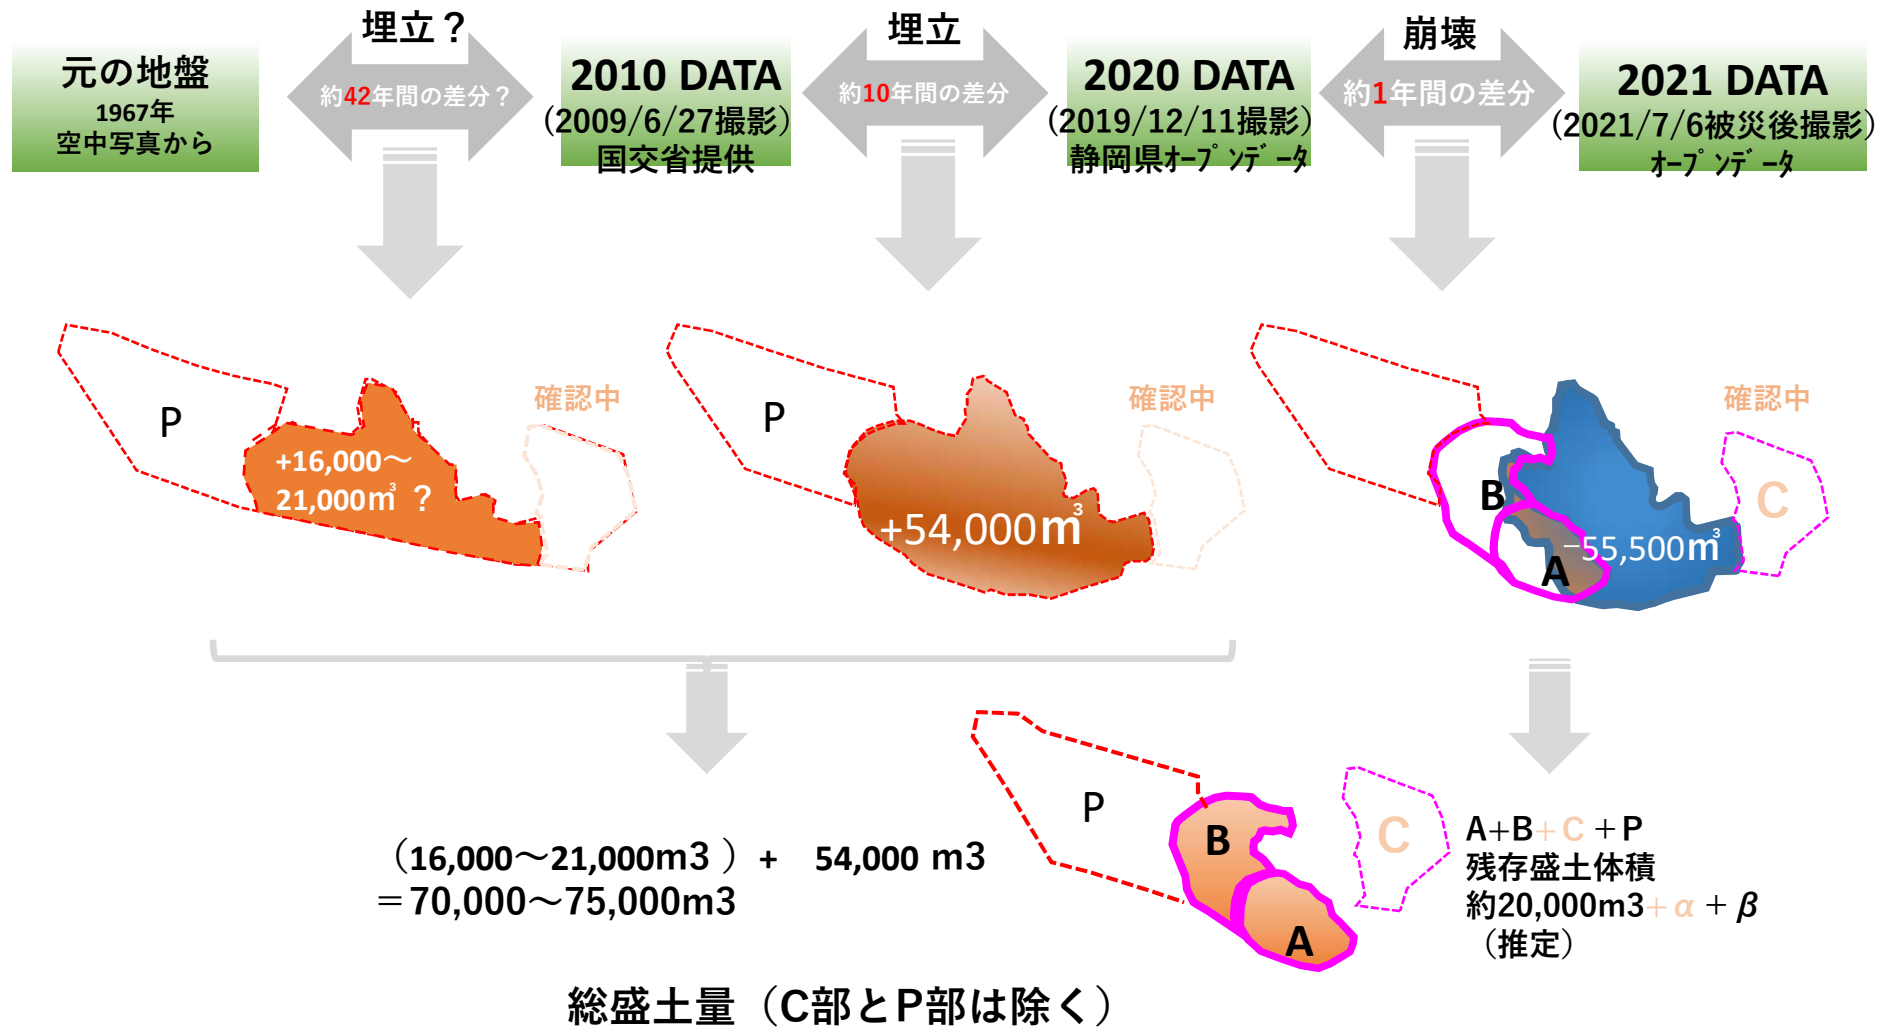 埋立？
埋立
崩壊
元の地盤
1967年
空中写真から
約42年間の差分？
2010 DATA
（2009/6/27撮影）
国交省提供
約10年間の差分
2020 DATA
（2019/12/11撮影）
静岡県ｵｰﾌﾟﾝﾃﾞｰﾀ
約1年間の差分
2021 DATA
（2021/7/6被災後撮影）
ｵｰﾌﾟﾝﾃﾞｰﾀ
P
+16,000～
21,000㎥ ？
確認中
P
+54,000㎥
確認中
B
A
−55,500㎥
確認中
C
（16,000～21,000m3 ）+ 54,000 m3
＝70,000～75,000m3
P
B
A
C
A+B+C+P
残存盛土体積
約20,000m3+α+β
（推定）
総盛土量（C部とP部は除く）